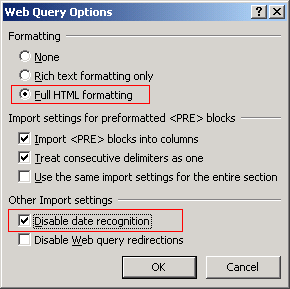 Web Query Options
Formatting
None
Rich text formatting only
Full HTML formatting
Import settings for preformatted <PRE> blocks
Import <PRE> blocks into columns
Treat consecutive delimiters as one
Use the same import settings for the entire section
Other Import settings
Disable date recognition
Disable Web query redirections
OK Cancel